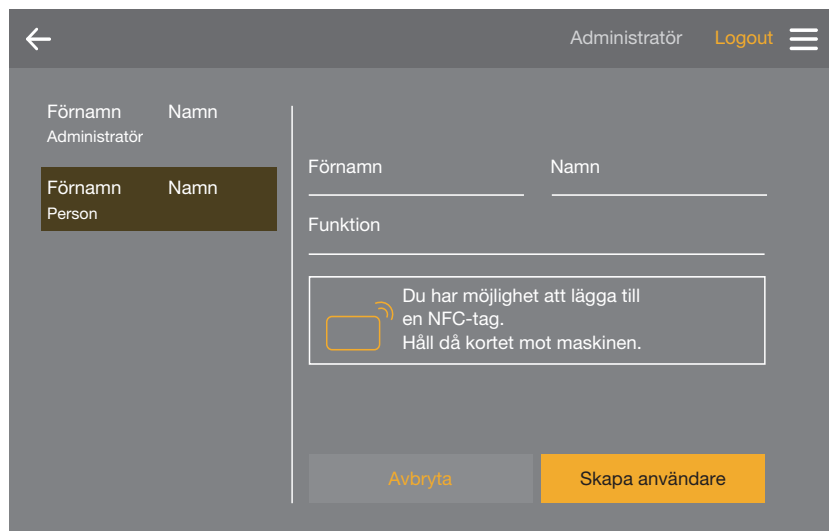 Administratör Logout
Förnamn Namn
Administratör
Förnamn Namn
Person
Förnamn Namn
Funktion
Du har möjlighet att lägga till
en NFC-tag.
Håll då kortet mot maskinen.
Avbryta Skapa användare